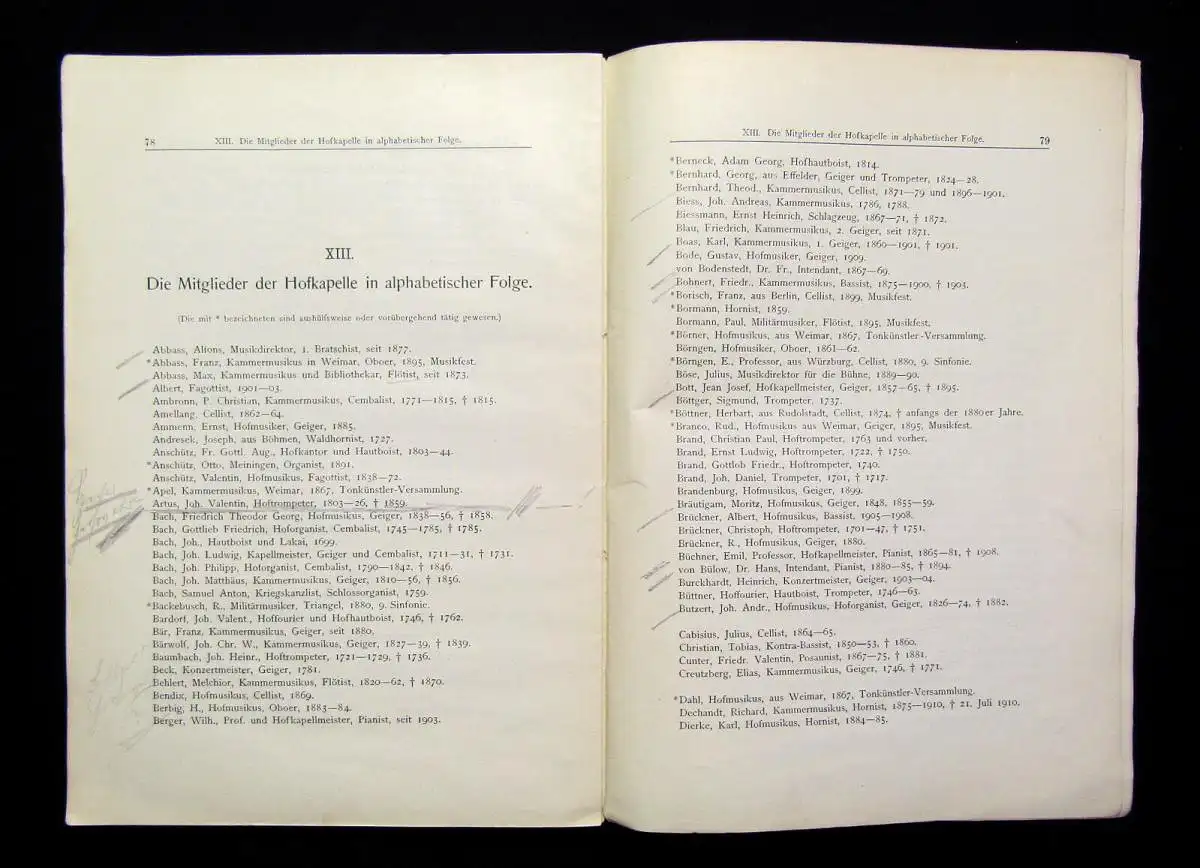 78
XIII. Die Mitglieder der Hofkapelle in alphabetischer Folge.
XIII.
Die Mitglieder der Hofkapelle in alphabetischer Folge.
(Die mit * bezeichneten sind aushülfsweise oder vorübergehend tätig gewesen.)
Abbass, Alfons, Musikdirektor, 1. Bratschist, seit 1877.
*Abbass, Franz, Kammermusikus in Weimar, Oboer, 1895, Musikfest.
Abbass, Max, Kammermusikus und Bibliothekar, Flötist, seit 1873.
Albert, Fagottist, 1901—03.
Ambronn, P. Christian, Kammermusikus, Cembalist, 1771—1815, † 1815.
Amellang, Cellist, 1862—64.
Ammenn, Ernst, Hofmusiker, Geiger, 1885.
Andresek, Joseph, aus Böhmen, Waldhornist, 1727.
Anschütz, Fr. Gottl. Aug., Hofkantor und Hautboist, 1803—44.
*Anschütz, Otto, Meiningen, Organist, 1891.
Anschütz, Valentin, Hofmusikus, Fagottist, 1838—72.
*Apel, Kammermusikus, Weimar, 1867, Tonkünstler-Versammlung.
Artus, Joh. Valentin, Hoftrompeter, 1803—26, † 1859.
Bach, Friedrich Theodor Georg, Hofmusikus, Geiger, 1838—56, † 1858.
Bach, Gottlieb Friedrich, Hoforganist, Cembalist, 1745—1785, † 1785.
Bach, Joh., Hautboist und Lakai, 1699.
Bach, Joh. Ludwig, Kapellmeister, Geiger und Cembalist, 1711—31, † 1731.
Bach, Joh. Philipp, Hoforganist, Cembalist, 1790—1842, † 1846.
Bach, Joh. Matthäus, Kammermusikus, Geiger, 1810—56, † 1856.
Bach, Samuel Anton, Kriegskanzlist, Schlossorganist, 1759.
*Backebusch, R., Militärmusiker, Triangel, 1880, 9. Sinfonie.
Bardorf, Joh. Valent., Hoffourier und Hofhautboist, 1746, † 1762.
Bär, Franz, Kammermusikus, Geiger, seit 1880.
Bärwolf, Joh. Chr. W., Kammermusikus, Geiger, 1827—39, † 1839.
Baumbach, Joh. Heinr., Hoftrompeter, 1721—1729, † 1736.
Beck, Konzertmeister, Geiger, 1781.
Behlert, Melchior, Kammermusikus, Flötist, 1820—62, † 1870.
Bendix, Hofmusikus, Cellist, 1869.
Berbig, H., Hofmusikus, Oboer, 1883—84.
Berger, Wilh., Prof. und Hofkapellmeister, Pianist, seit 1903.
XIII. Die Mitglieder der Hofkapelle in alphabetischer Folge.
79
*Berneck, Adam Georg, Hofhautboist, 1814.
*Bernhard, Georg, aus Effelder, Geiger und Trompeter, 1824—28.
Bernhard, Theod., Kammermusikus, Cellist, 1871—79 und 1896—1901.
Biess, Joh. Andreas, Kammermusikus, 1786, 1788.
Biessmann, Ernst Heinrich, Schlagzeug, 1867—71, † 1872.
Blau, Friedrich, Kammermusikus, 2. Geiger, seit 1871.
Boas, Karl, Kammermusikus, 1. Geiger, 1860—1901, † 1901.
Bode, Gustav, Hofmusiker, Geiger, 1909.
von Bodenstedt, Dr. Fr., Intendant, 1867—69.
Bohnert, Friedr., Kammermusikus, Bassist, 1875—1900, † 1903.
*Borisch, Franz, aus Berlin, Cellist, 1899, Musikfest.
*Bormann, Hornist, 1859.
Bormann, Paul, Militärmusiker, Flötist, 1895, Musikfest.
*Börner, Hofmusikus, aus Weimar, 1867, Tonkünstler-Versammlung.
Börngen, Hofmusiker, Oboer, 1861—62.
*Börngen, E., Professor, aus Würzburg, Cellist, 1880, 9. Sinfonie.
Böse, Julius, Musikdirektor für die Bühne, 1889—90.
Bott, Jean Josef, Hofkapellmeister, Geiger, 1857—65, † 1895.
Böttger, Sigmund, Trompeter, 1737.
*Böttner, Herbart, aus Rudolstadt, Cellist, 1874, † anfangs der 1880er Jahre.
*Branco, Rud., Hofmusikus aus Weimar, Geiger, 1895, Musikfest.
Brand, Christian Paul, Hoftrompeter, 1763 und vorher.
Brand, Ernst Ludwig, Hoftrompeter, 1722, † 1750.
Brand, Gottlob Friedr., Hoftrompeter, 1740.
Brand, Joh. Daniel, Trompeter, 1701, † 1717.
Brandenburg, Hofmusikus, Geiger, 1899.
Bräutigam, Moritz, Hofmusikus, Geiger, 1848, 1855—59.
Brückner, Albert, Hofmusikus, Bassist, 1905—1908.
Brückner, Christoph, Hoftrompeter, 1701—47, † 1751.
Brückner, R., Hofmusikus, Geiger, 1880.
Büchner, Emil, Professor, Hofkapellmeister, Pianist, 1865—81, † 1908.
von Bülow, Dr. Hans, Intendant, Pianist, 1880—85, † 1894.
Burckhardt, Heinrich, Konzertmeister, Geiger, 1903—04.
Büttner, Hoffourier, Hautboist, Trompeter, 1746—63.
Butzert, Joh. Andr., Hofmusikus, Hoforganist, Geiger, 1826—74, † 1882.
Cabisius, Julius, Cellist, 1864—65.
Christian, Tobias, Kontra-Bassist, 1850—53, † 1860.
Cunter, Friedr. Valentin, Posaunist, 1867—75, † 1881.
Creutzberg, Elias, Kammermusikus, Geiger, 1746, † 1771.
*Dahl, Hofmusikus, aus Weimar, 1867, Tonkünstler-Versammlung.
Dechandt, Richard, Kammermusikus, Hornist, 1875—1910, † 21. Juli 1910.
Dierke, Karl, Hofmusikus, Hornist, 1884—85.